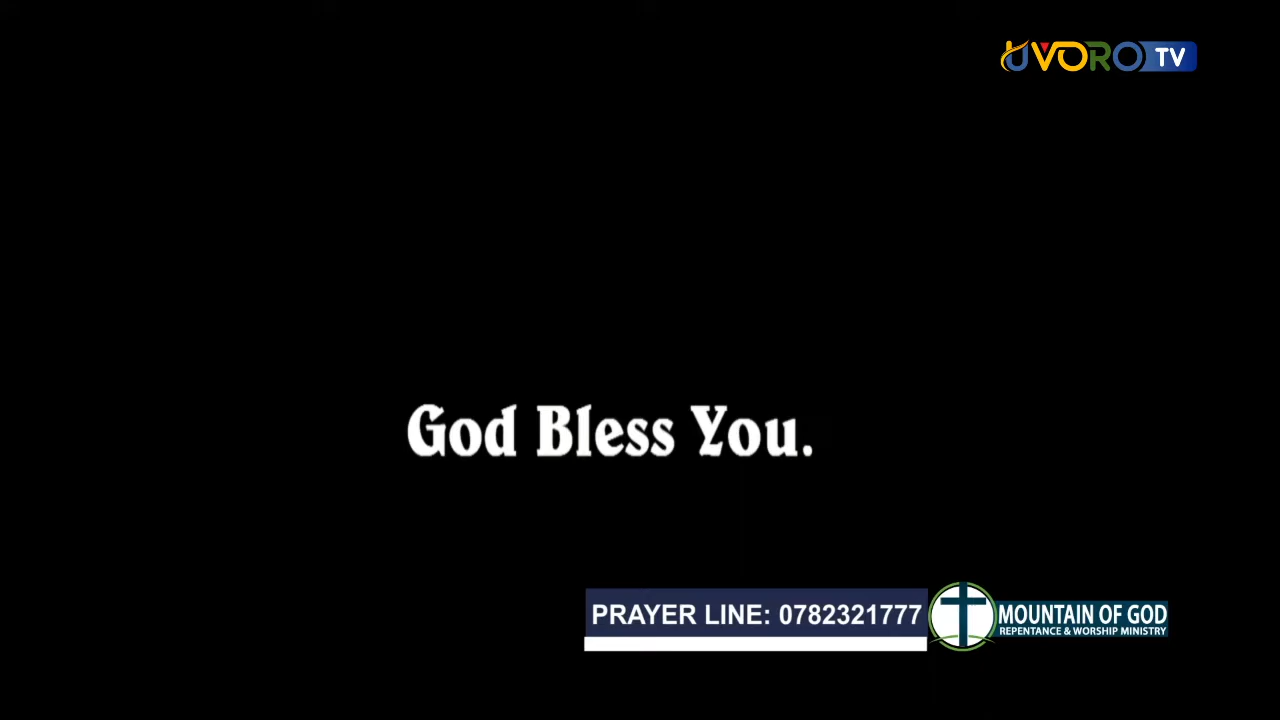 UVORO TV
God Bless You.
PRAYER LINE: 0782321777
MOUNTAIN OF GOD
REPENTANCE & WORSHIP MINISTRY